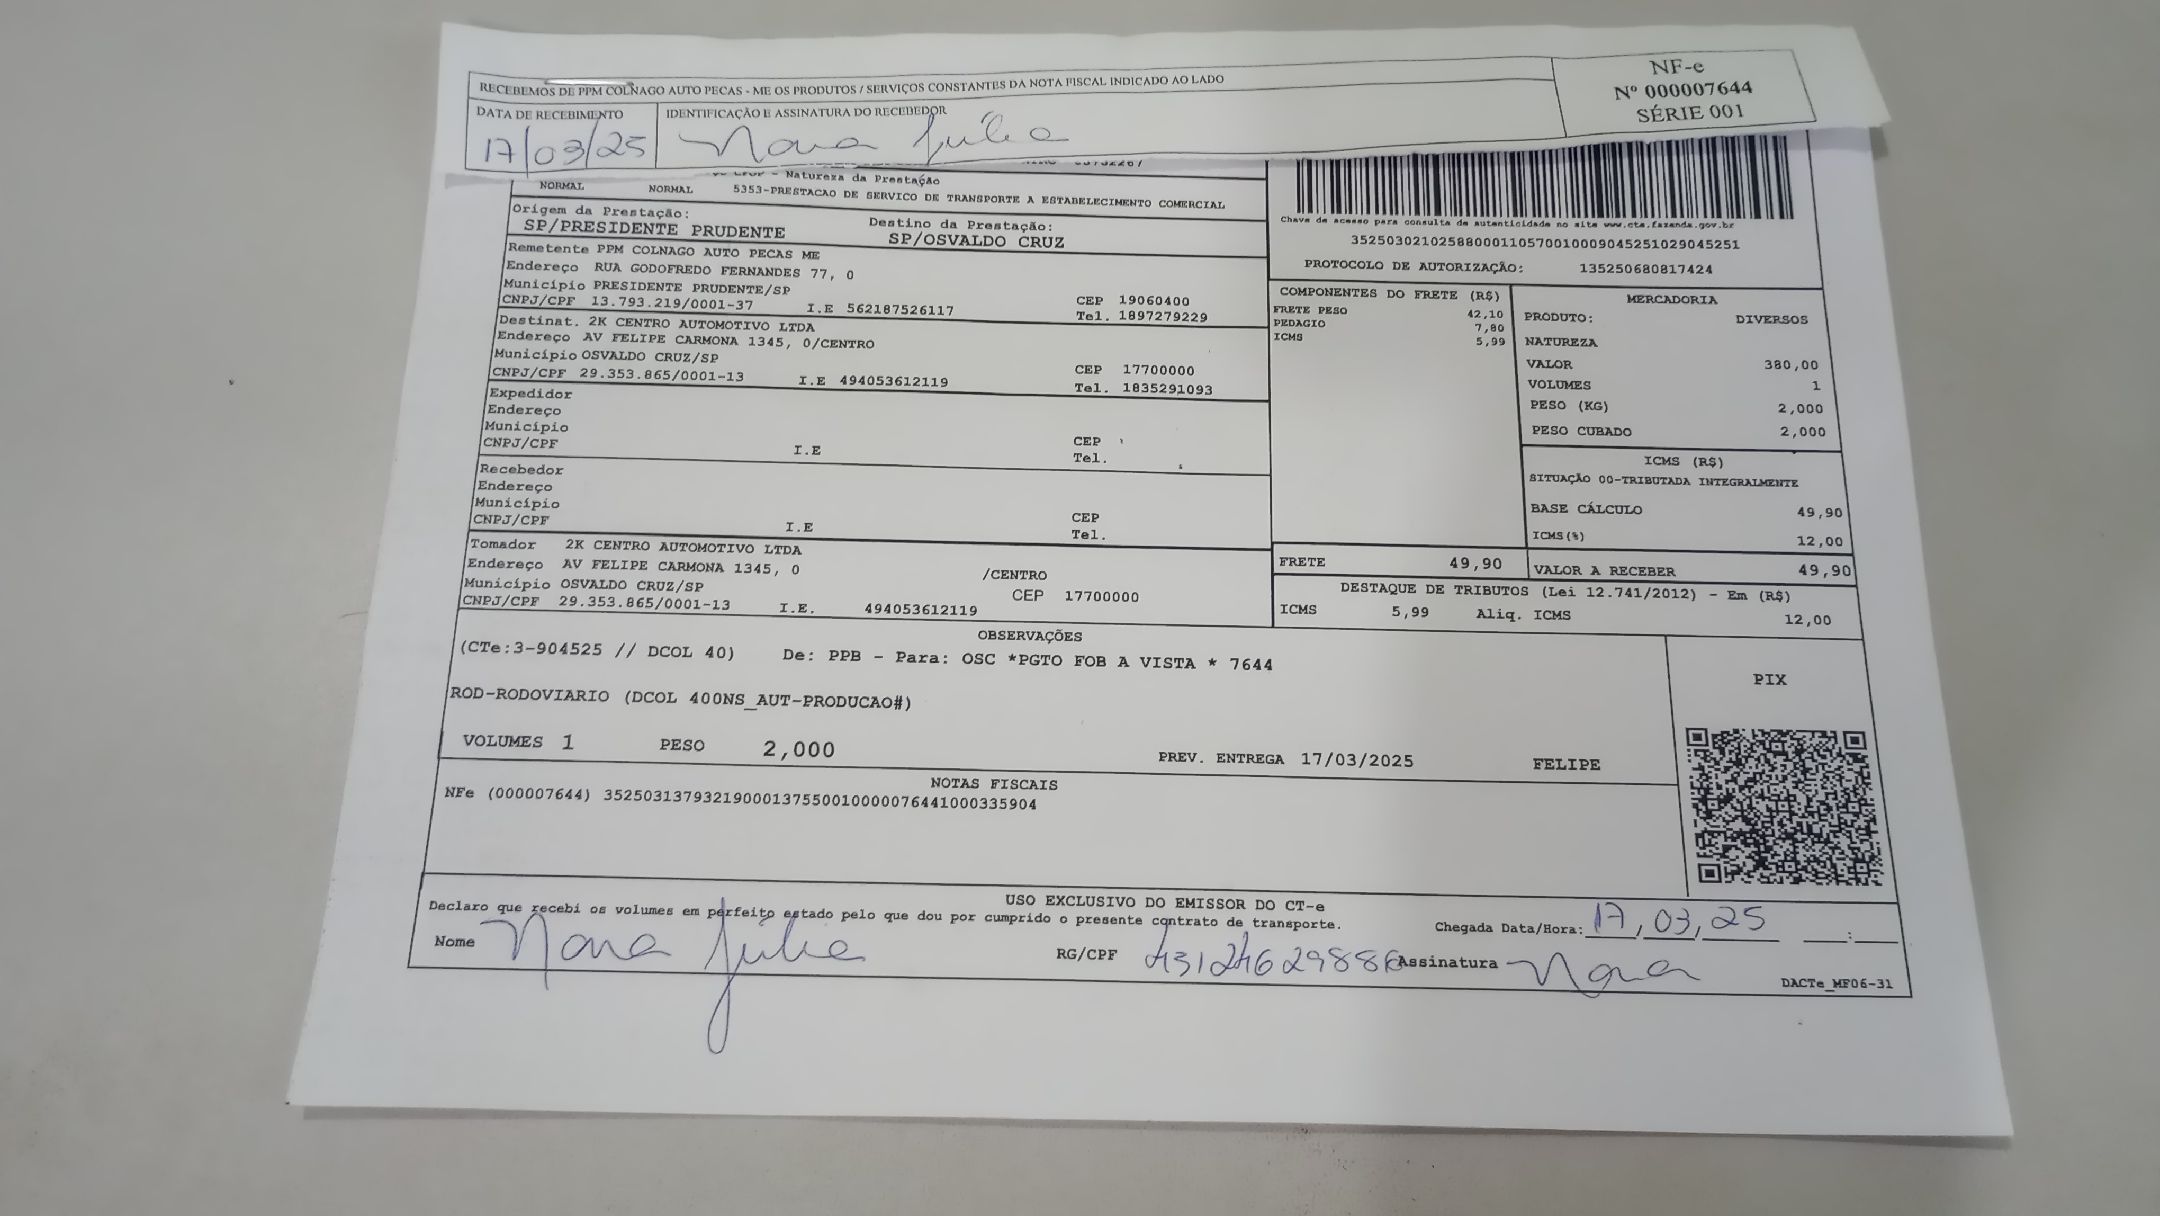 RECEBEMOS DE PPM COLNAGO AUTO PECAS - ME OS PRODUTOS / SERVIÇOS CONSTANTES DA NOTA FISCAL INDICADO AO LADO
NF-e
Nº 000007644
SÉRIE 001
DATA DE RECEBIMENTO
17/03/25
IDENTIFICAÇÃO E ASSINATURA DO RECEBEDOR
Julia
- Natureza da Prestação
NORMAL NORMAL 5353-PRESTACAO DE SERVICO DE TRANSPORTE A ESTABELECIMENTO COMERCIAL
Origem da Prestação: Destino da Prestação:
SP/PRESIDENTE PRUDENTE SP/OSVALDO CRUZ
Remetente PPM COLNAGO AUTO PECAS ME
Endereço RUA GODOFREDO FERNANDES 77, 0
Município PRESIDENTE PRUDENTE/SP CEP 19060400
CNPJ/CPF 13.793.219/0001-37 I.E 562187526117 Tel. 1897279229
Destinat. 2K CENTRO AUTOMOTIVO LTDA
Endereço AV FELIPE CARMONA 1345, 0/CENTRO
Município OSVALDO CRUZ/SP CEP 17700000
CNPJ/CPF 29.353.865/0001-13 I.E 494053612119 Tel. 1835291093
Expedidor
Endereço
Município CEP
CNPJ/CPF I.E Tel.
Recebedor
Endereço
Município CEP
CNPJ/CPF I.E Tel.
Tomador 2K CENTRO AUTOMOTIVO LTDA
Endereço AV FELIPE CARMONA 1345, 0 /CENTRO
Município OSVALDO CRUZ/SP CEP 17700000
CNPJ/CPF 29.353.865/0001-13 I.E. 494053612119
Chave de acesso para consulta de autenticidade no site www.cte.fazenda.gov.br
35250302102588000110570010009045251029045251
PROTOCOLO DE AUTORIZAÇÃO: 135250680817424
COMPONENTES DO FRETE (R$)
FRETE PESO 42,10
PEDAGIO 7,80
ICMS 5,99
MERCADORIA
PRODUTO: DIVERSOS
NATUREZA
VALOR 380,00
VOLUMES 1
PESO (KG) 2,000
PESO CUBADO 2,000
ICMS (R$)
SITUAÇÃO 00-TRIBUTADA INTEGRALMENTE
BASE CÁLCULO 49,90
ICMS(%) 12,00
FRETE 49,90 VALOR A RECEBER 49,90
DESTAQUE DE TRIBUTOS (Lei 12.741/2012) - Em (R$)
ICMS 5,99 Aliq. ICMS 12,00
OBSERVAÇÕES
(CTe:3-904525 // DCOL 40) De: PPB - Para: OSC *PGTO FOB A VISTA * 7644
ROD-RODOVIARIO (DCOL 400NS_AUT-PRODUCAO#)
VOLUMES 1 PESO 2,000 PREV. ENTREGA 17/03/2025 FELIPE
PIX
NOTAS FISCAIS
NFe (000007644) 35250313793219000137550010000076441000335904
USO EXCLUSIVO DO EMISSOR DO CT-e
Declaro que recebi os volumes em perfeito estado pelo que dou por cumprido o presente contrato de transporte.
Chegada Data/Hora: 17,03,25 __:__
Nome Julia RG/CPF Assinatura
DACTe_MF06-31